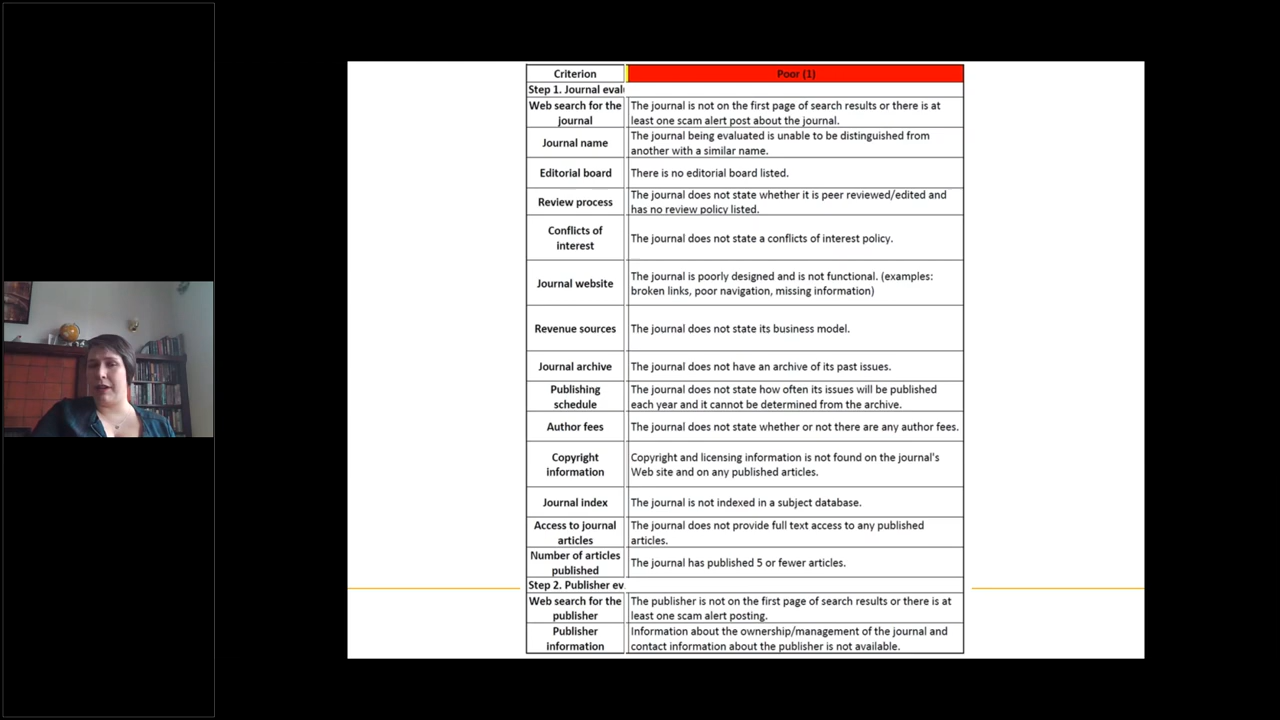 Criterion Poor (1)
Step 1. Journal eval
Web search for the journal The journal is not on the first page of search results or there is at
least one scam alert post about the journal.
Journal name The journal being evaluated is unable to be distinguished from
another with a similar name.
Editorial board There is no editorial board listed.
Review process The journal does not state whether it is peer reviewed/edited and
has no review policy listed.
Conflicts of interest The journal does not state a conflicts of interest policy.
Journal website The journal is poorly designed and is not functional. (examples:
broken links, poor navigation, missing information)
Revenue sources The journal does not state its business model.
Journal archive The journal does not have an archive of its past issues.
Publishing schedule The journal does not state how often its issues will be published
each year and it cannot be determined from the archive.
Author fees The journal does not state whether or not there are any author fees.
Copyright information Copyright and licensing information is not found on the journal's
Web site and on any published articles.
Journal index The journal is not indexed in a subject database.
Access to journal articles The journal does not provide full text access to any published
articles.
Number of articles published The journal has published 5 or fewer articles.
Step 2. Publisher ev
Web search for the publisher The publisher is not on the first page of search results or there is at
least one scam alert posting.
Publisher information Information about the ownership/management of the journal and
contact information about the publisher is not available.